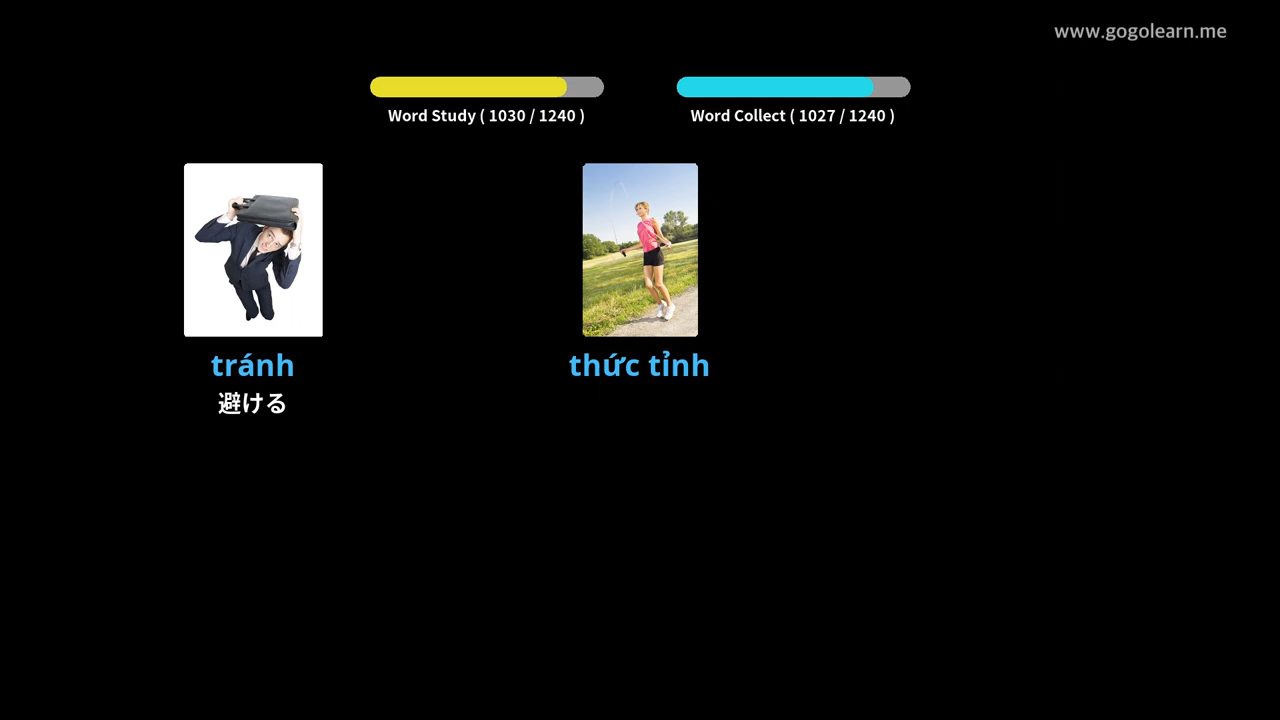 www.gogolearn.me
Word Study ( 1030 / 1240 )
Word Collect ( 1027 / 1240 )
tránh
thức tỉnh
避ける